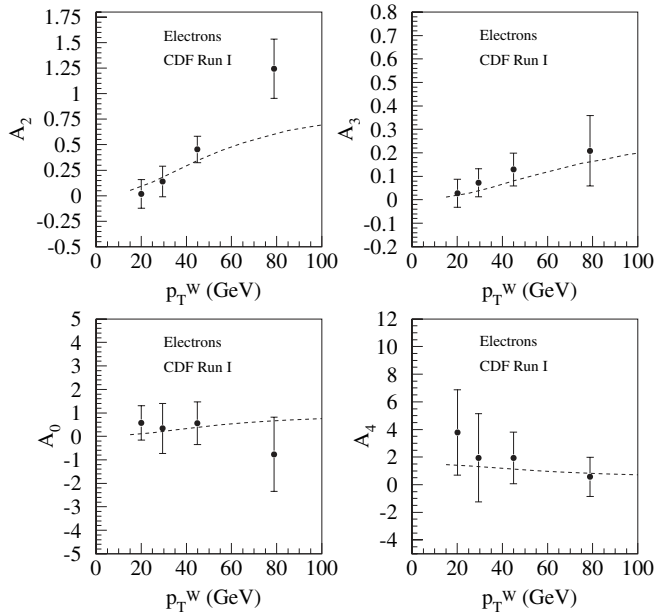 1.75
1.5
1.25
1
0.75
0.5
0.25
0
-0.25
-0.5
A2
Electrons
CDF Run I
0 20 40 60 80 100
pTW (GeV)
0.8
0.7
0.6
0.5
0.4
0.3
0.2
0.1
0
-0.1
-0.2
A3
Electrons
CDF Run I
0 20 40 60 80 100
pTW (GeV)
5
4
3
2
1
0
-1
-2
-3
-4
-5
A0
Electrons
CDF Run I
0 20 40 60 80 100
pTW (GeV)
12
10
8
6
4
2
0
-2
-4
A4
Electrons
CDF Run I
0 20 40 60 80 100
pTW (GeV)